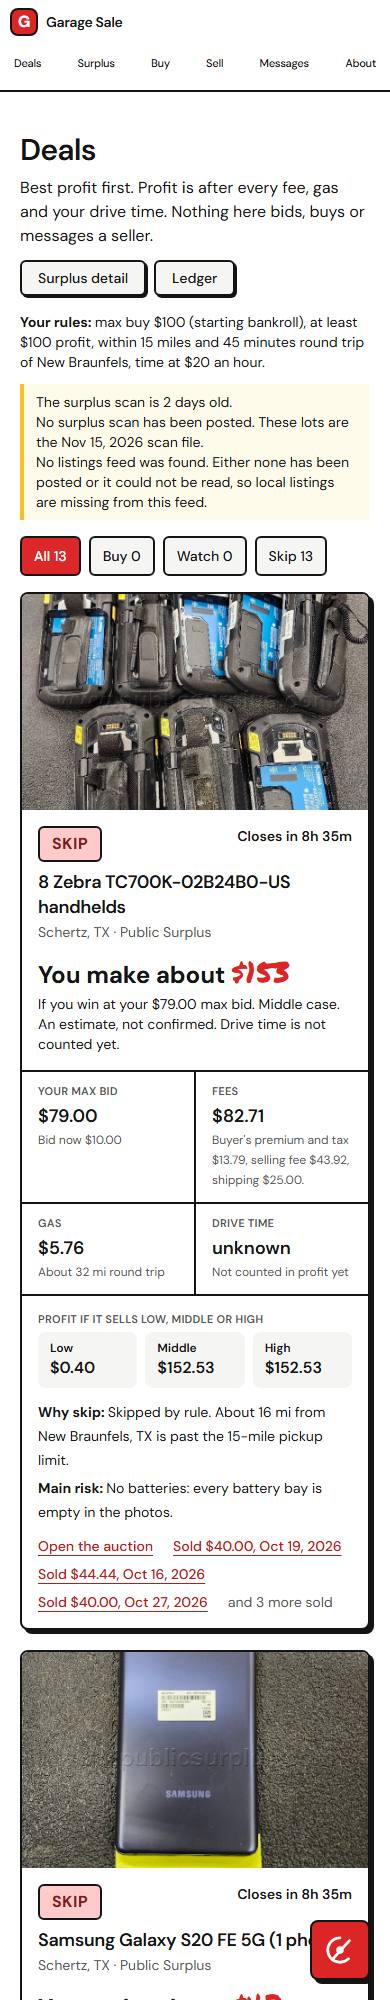 G Garage Sale
Deals Surplus Buy Sell Messages About
Deals
Best profit first. Profit is after every fee, gas
and your drive time. Nothing here bids, buys or
messages a seller.
Surplus detail Ledger
Your rules: max buy $100 (starting bankroll), at least
$100 profit, within 15 miles and 45 minutes round trip
of New Braunfels, time at $20 an hour.
The surplus scan is 2 days old.
No surplus scan has been posted. These lots are
the Nov 15, 2026 scan file.
No listings feed was found. Either none has been
posted or it could not be read, so local listings
are missing from this feed.
All 13 Buy 0 Watch 0 Skip 13
SKIP Closes in 8h 35m
8 Zebra TC700K-02B24B0-US
handhelds
Schertz, TX · Public Surplus
You make about $153
If you win at your $79.00 max bid. Middle case.
An estimate, not confirmed. Drive time is not
counted yet.
YOUR MAX BID
$79.00
Bid now $10.00
FEES
$82.71
Buyer's premium and tax
$13.79, selling fee $43.92,
shipping $25.00.
GAS
$5.76
About 32 mi round trip
DRIVE TIME
unknown
Not counted in profit yet
PROFIT IF IT SELLS LOW, MIDDLE OR HIGH
Low Middle High
$0.40 $152.53 $152.53
Why skip: Skipped by rule. About 16 mi from
New Braunfels, TX is past the 15-mile pickup
limit.
Main risk: No batteries: every battery bay is
empty in the photos.
Open the auction Sold $40.00, Oct 19, 2026
Sold $44.44, Oct 16, 2026
Sold $40.00, Oct 27, 2026 and 3 more sold
publicsurpl
SAMSUNG
SKIP Closes in 8h 35m
Samsung Galaxy S20 FE 5G (1 ph
Schertz, TX · Public Surplus